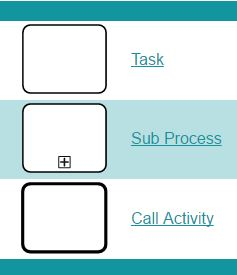 Task
Sub Process
Call Activity